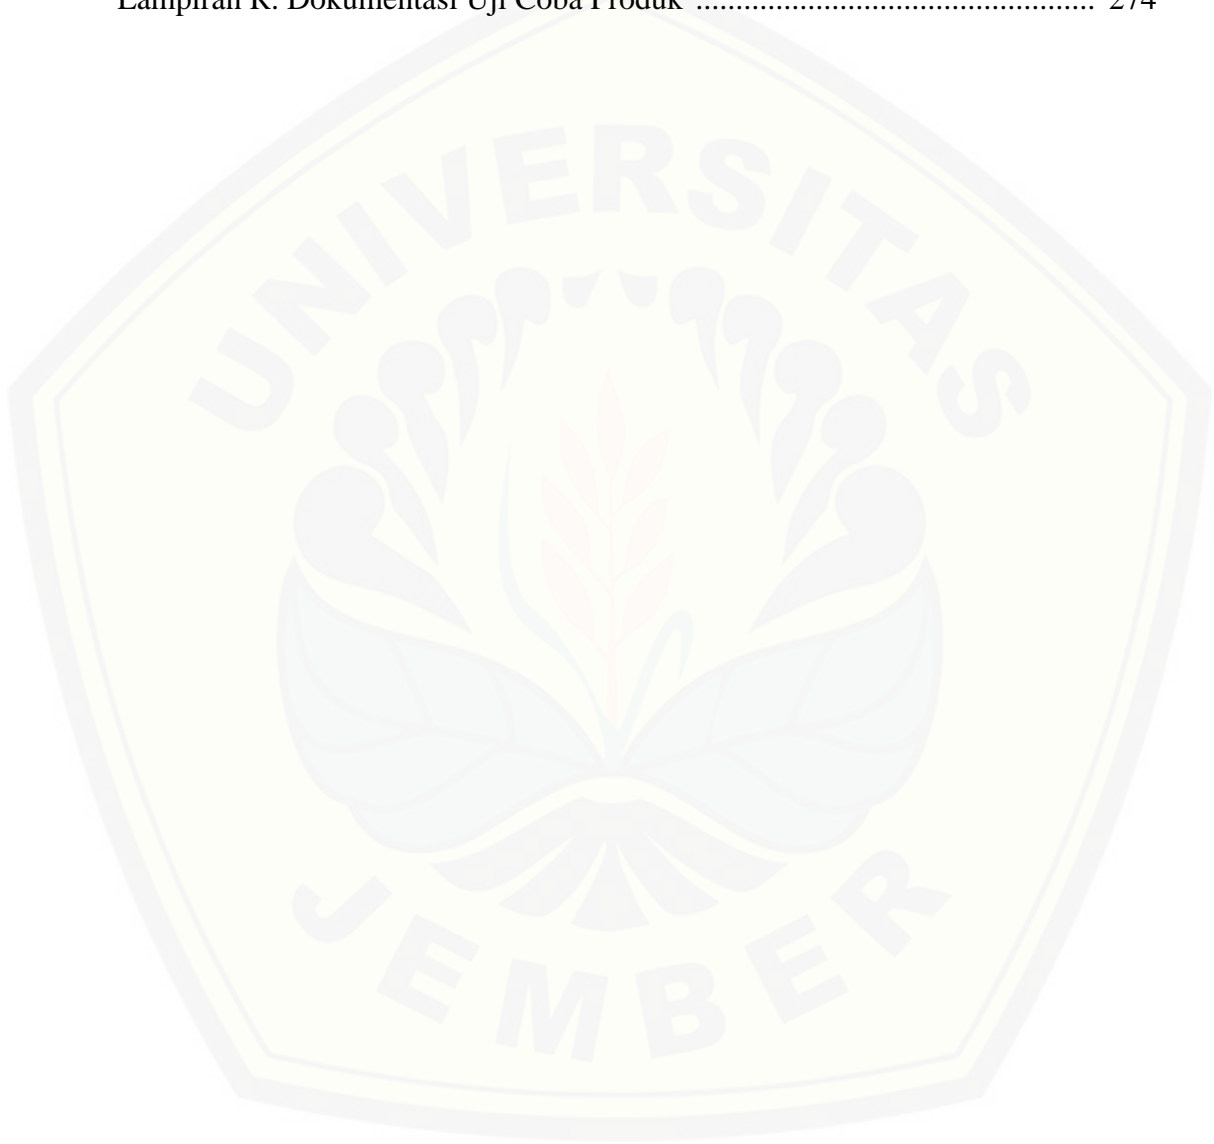 Lampiran K. Dokumentasi Uji Coba Produk ................................................. 274
UNIVERSITAS
JEMBER